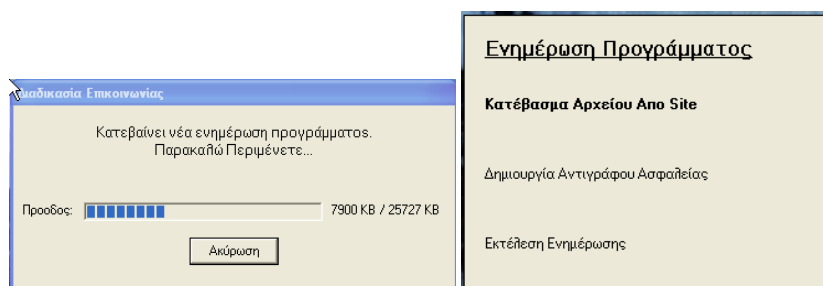 Διαδικασία Επικοινωνίας
Κατεβαίνει νέα ενημέρωση προγράμματος.
Παρακαλώ Περιμένετε...
Προοδος: 7900 KB / 25727 KB
Ακύρωση
Ενημέρωση Προγράμματος
Κατέβασμα Αρχείου Απο Site
Δημιουργία Αντιγράφου Ασφαλείας
Εκτέλεση Ενημέρωσης